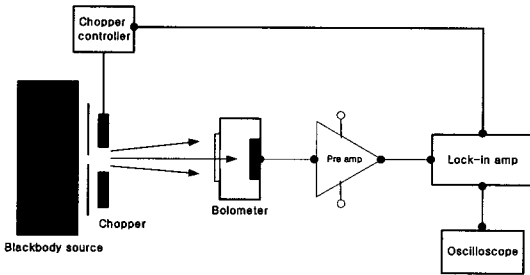 Chopper
controller
Pre amp
Lock-in amp
Bolometer
Chopper
Blackbody source
Oscilloscope